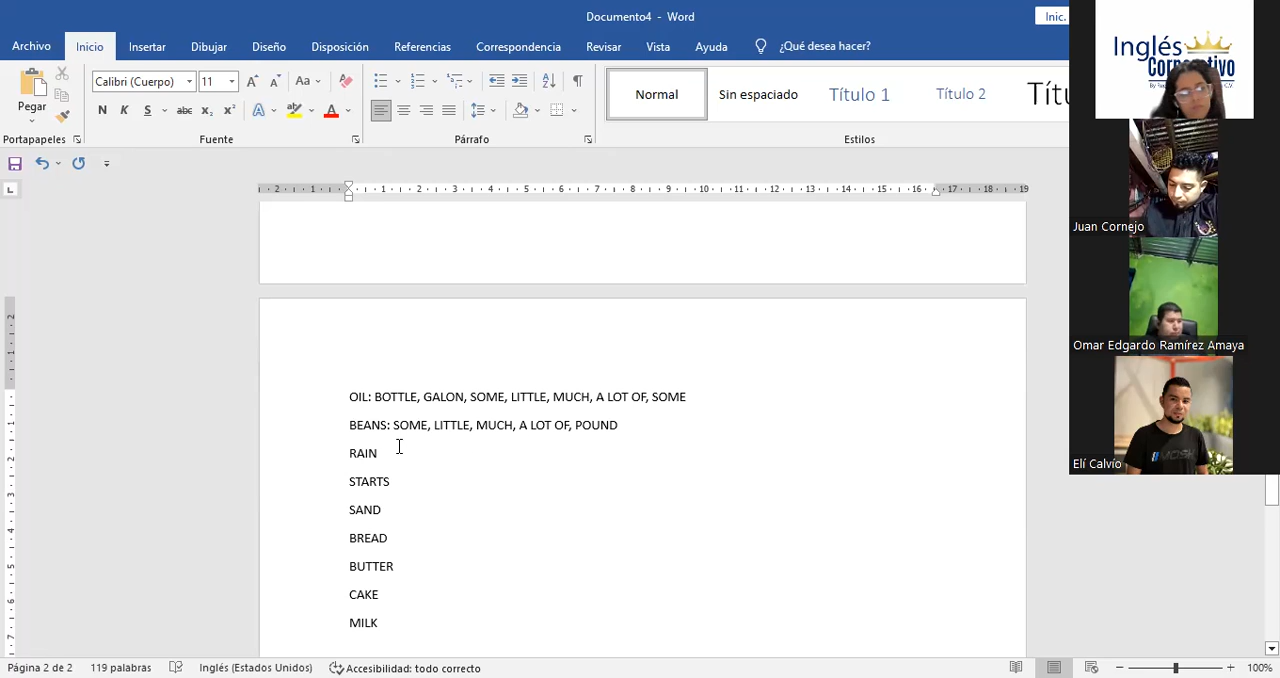 Documento4 - Word
Inic.
Archivo Inicio Insertar Dibujar Diseño Disposición Referencias Correspondencia Revisar Vista Ayuda ¿Qué desea hacer?
Pegar
Calibri (Cuerpo) 11
Normal
Sin espaciado
Título 1
Título 2
Portapapeles
Fuente
Párrafo
Estilos
OIL: BOTTLE, GALON, SOME, LITTLE, MUCH, A LOT OF, SOME
BEANS: SOME, LITTLE, MUCH, A LOT OF, POUND
RAIN
STARTS
SAND
BREAD
BUTTER
CAKE
MILK
Página 2 de 2 119 palabras Inglés (Estados Unidos) Accesibilidad: todo correcto 100%
Inglés
Corporativo
Juan Cornejo
Omar Edgardo Ramírez Amaya
Elí Calvío